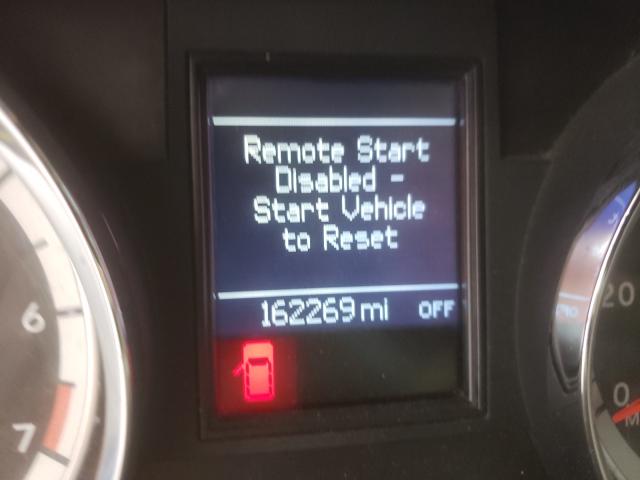 Remote Start
Disabled -
Start Vehicle
to Reset
162269 mi OFF
6
7
20
0
M